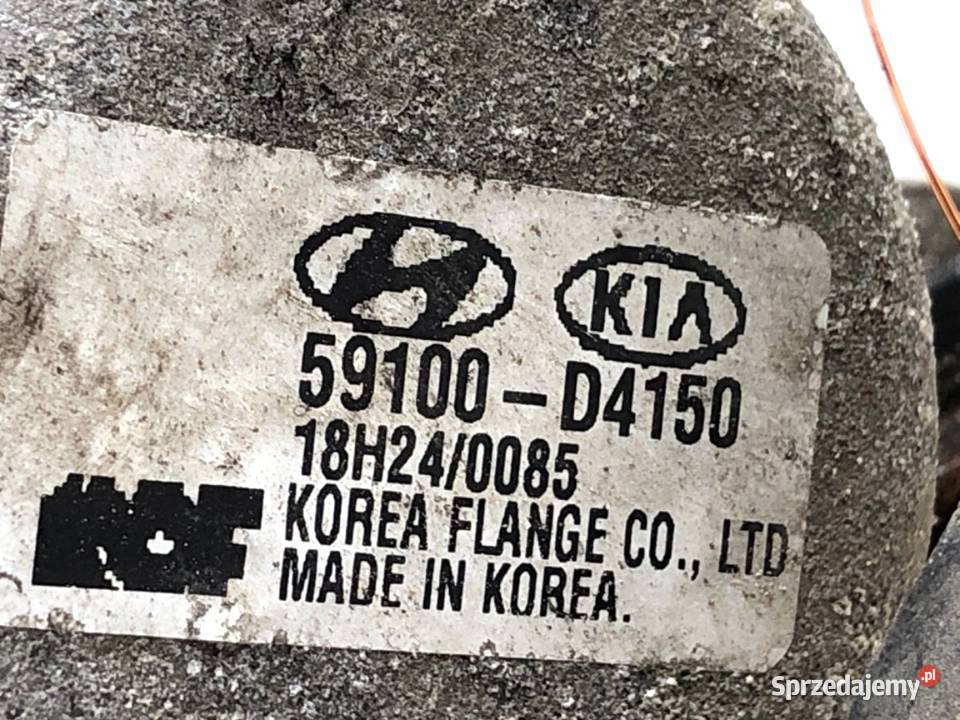 KIA
59100-D4150
18H24/0085
KOREA FLANGE CO., LTD
MADE IN KOREA.
Sprzedajemy.pl